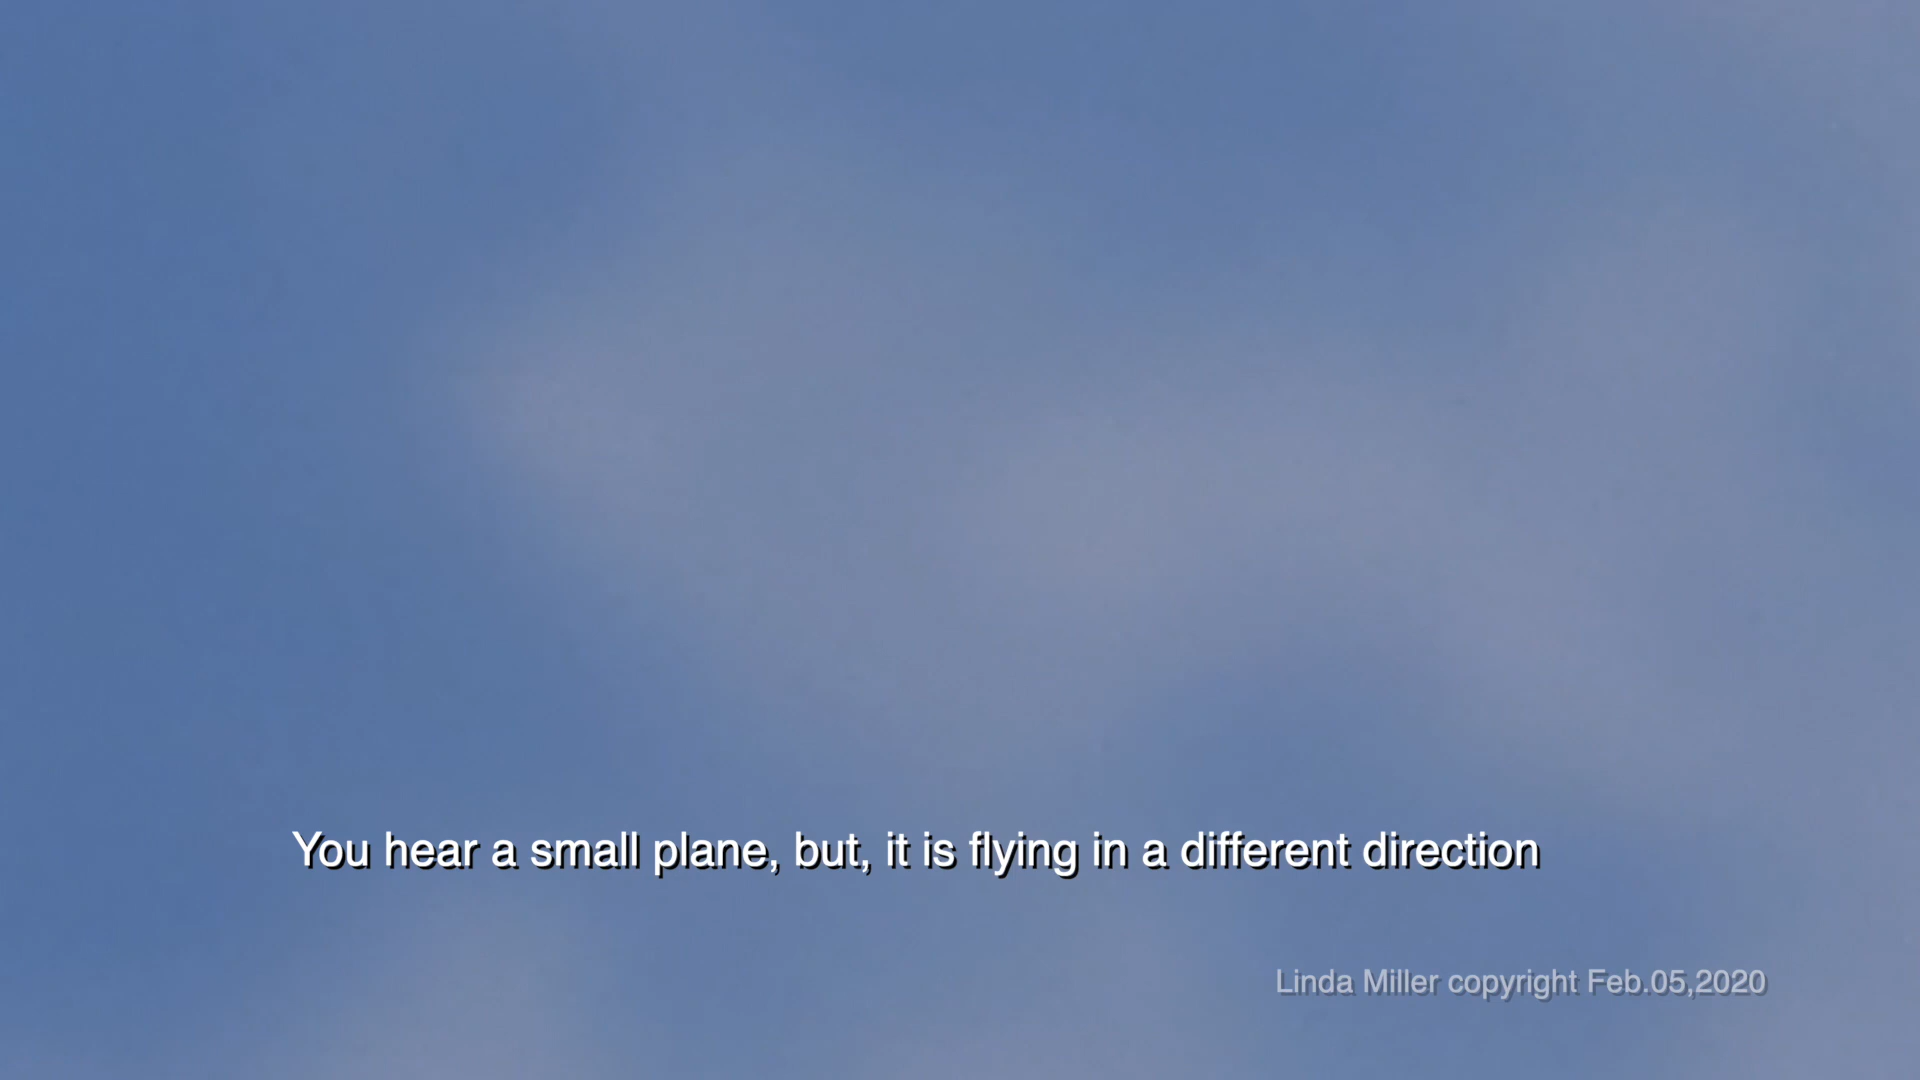 You hear a small plane, but, it is flying in a different direction
Linda Miller copyright Feb.05,2020